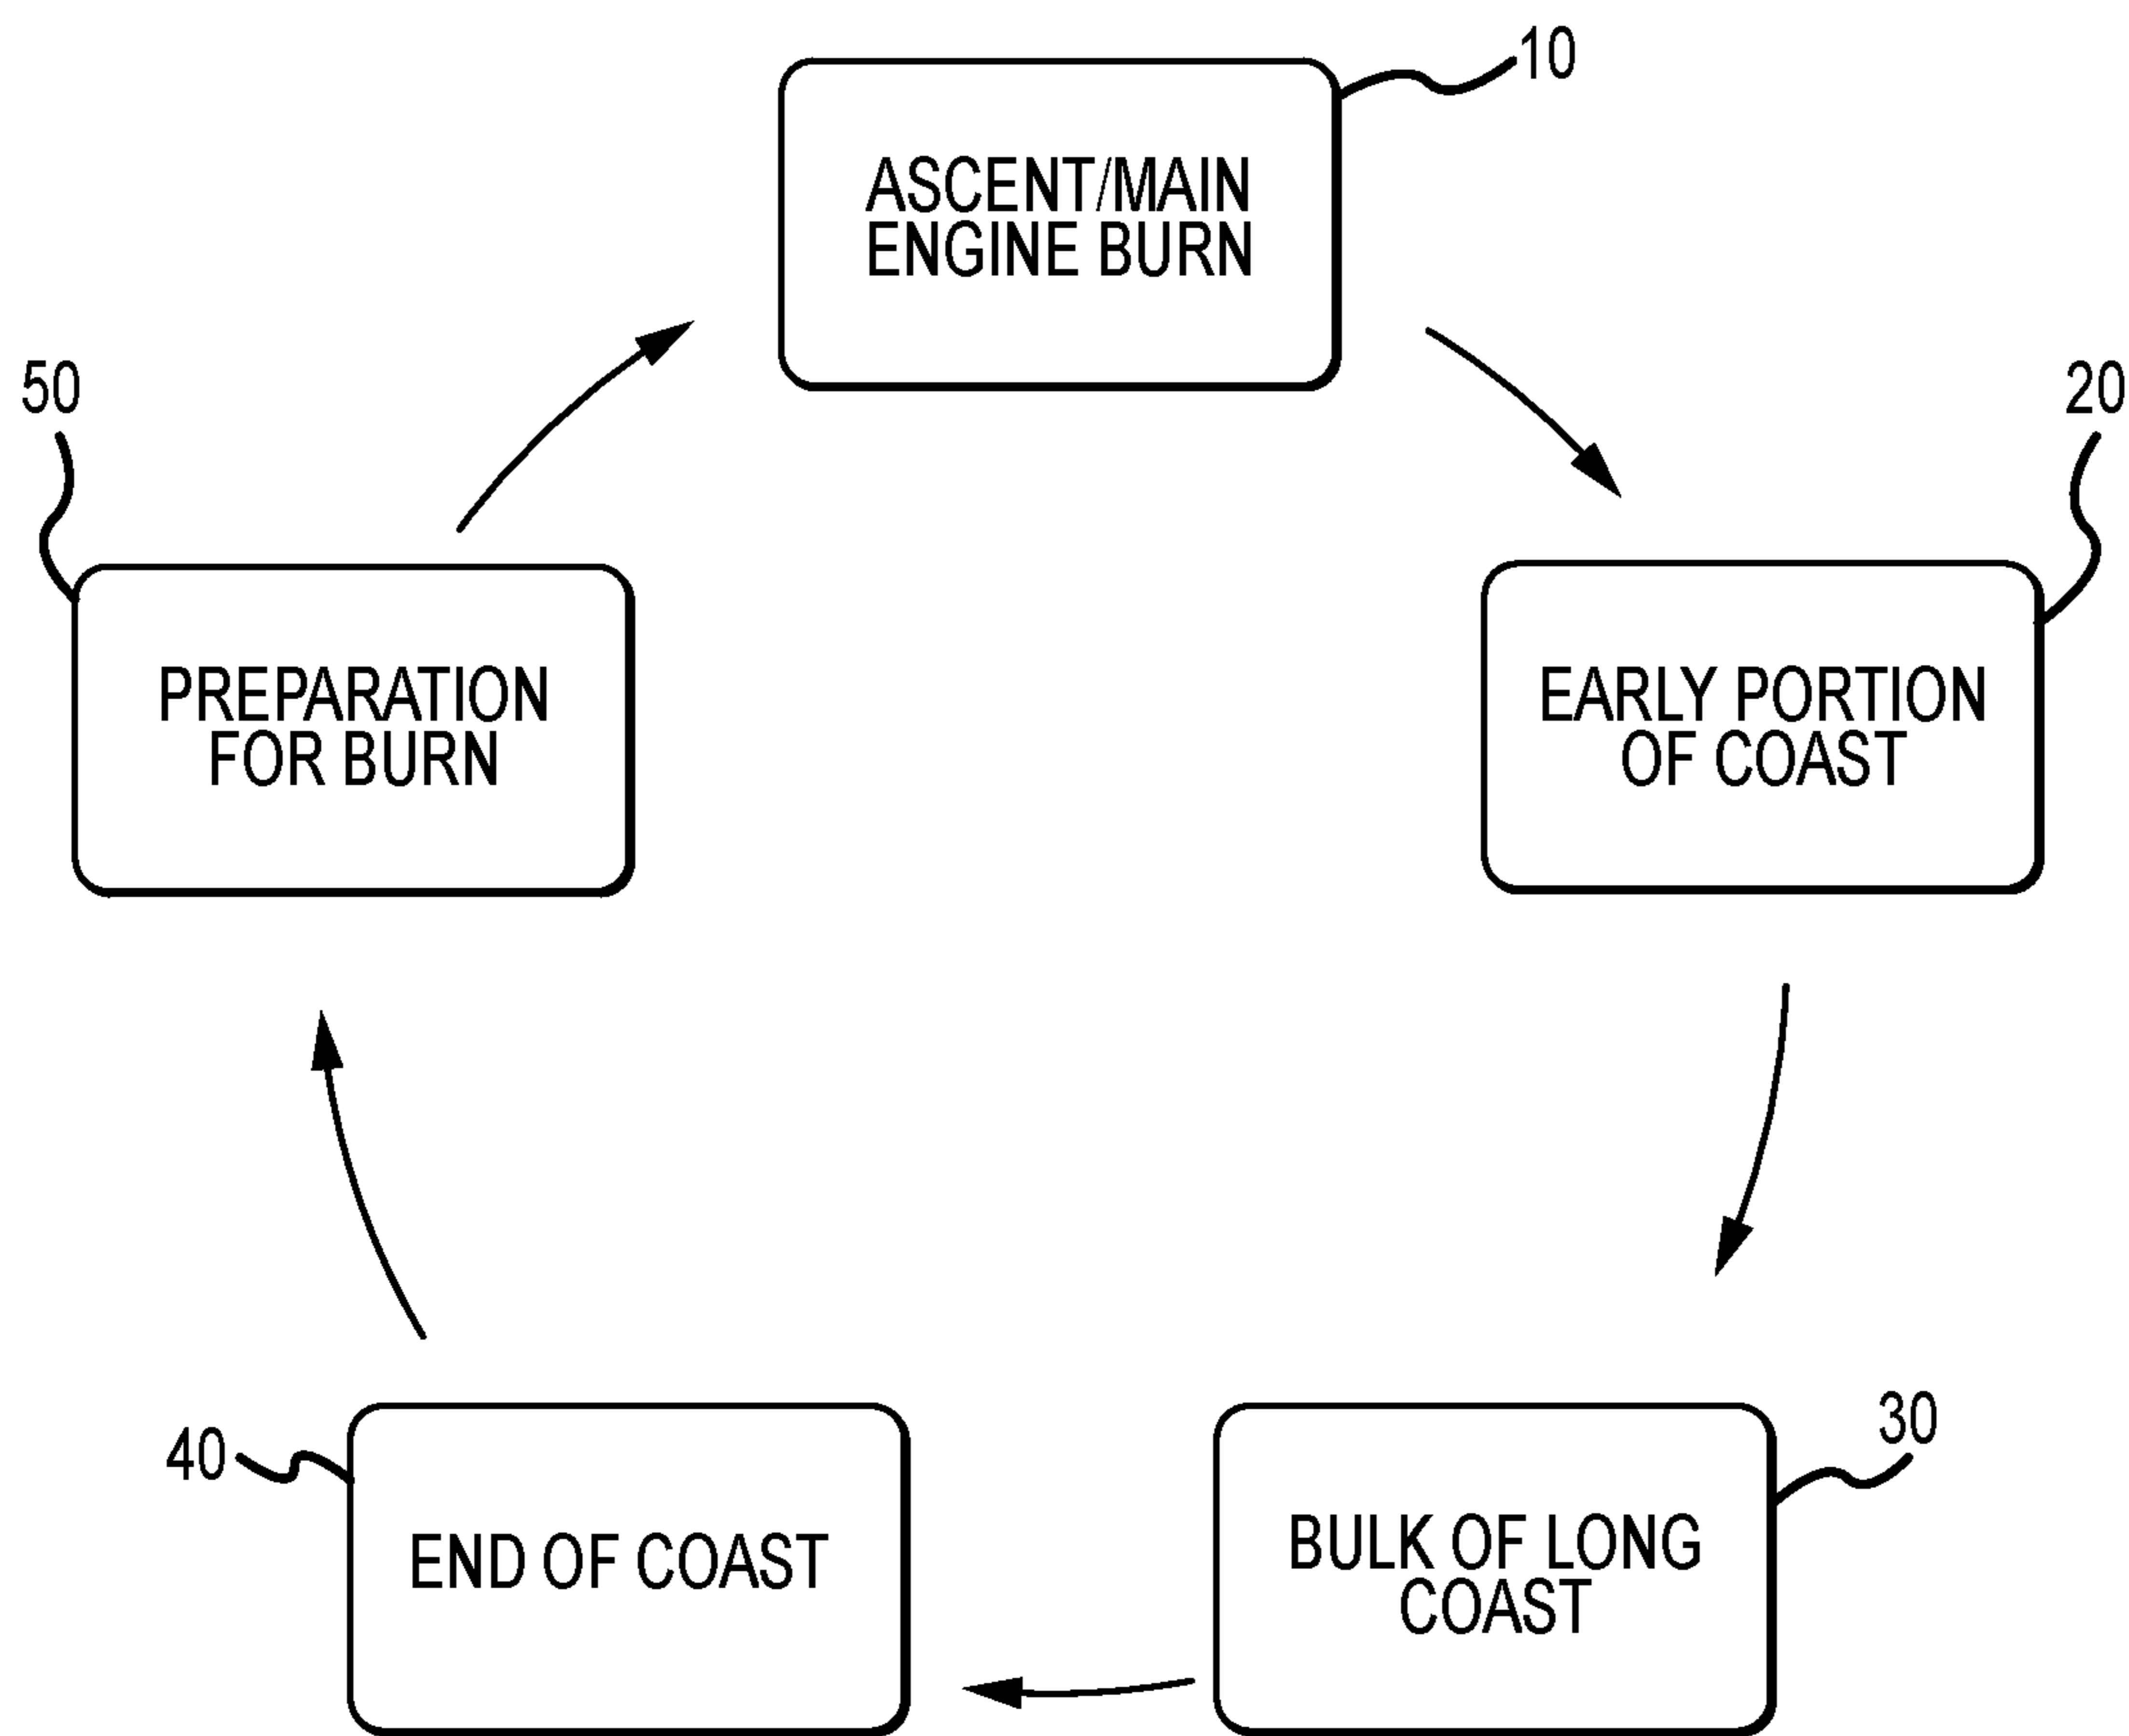 10
ASCENT/MAIN
ENGINE BURN
50
20
PREPARATION
FOR BURN
EARLY PORTION
OF COAST
40
30
END OF COAST
BULK OF LONG
COAST